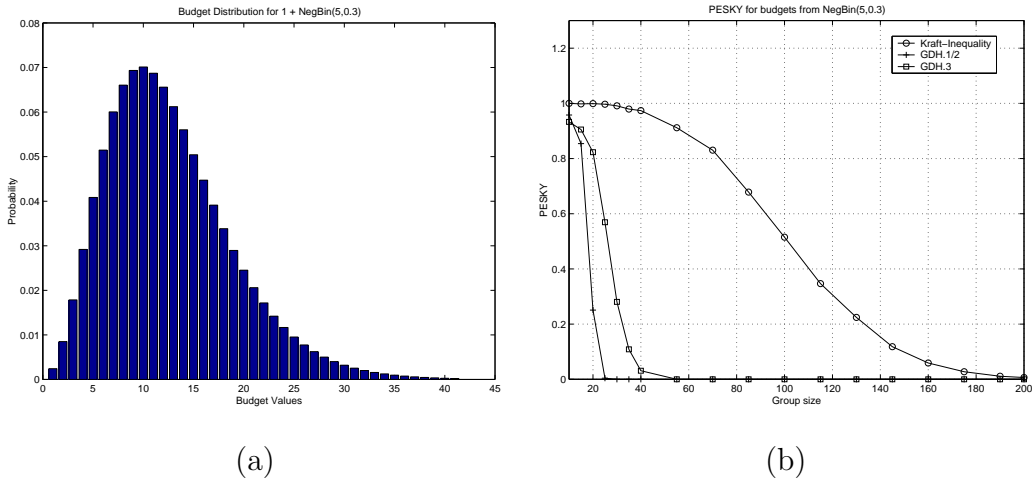 Budget Distribution for 1 + NegBin(5,0.3)
0.08
0.07
0.06
0.05
0.04
0.03
0.02
0.01
0
Probability
0 5 10 15 20 25 30 35 40 45
Budget Values
(a)
PESKY for budgets from NegBin(5,0.3)
Kraft−Inequality
GDH.1/2
GDH.3
1.2
1
0.8
0.6
0.4
0.2
0
PESKY
20 40 60 80 100 120 140 160 180 200
Group size
(b)